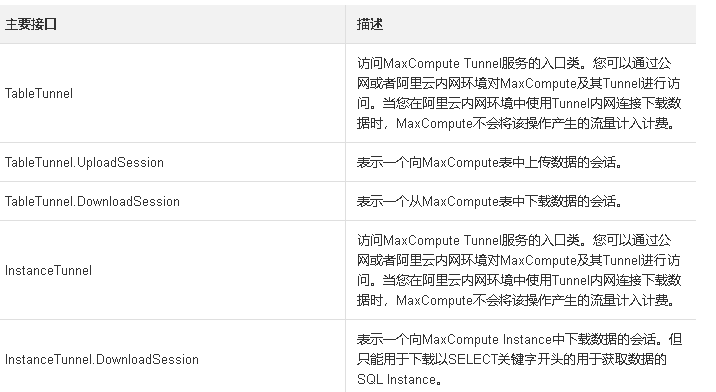 主要接口
描述
TableTunnel
访问MaxCompute Tunnel服务的入口类。您可以通过公
网或者阿里云内网环境对MaxCompute及其Tunnel进行访
问。当您在阿里云内网环境中使用Tunnel内网连接下载数
据时，MaxCompute不会将该操作产生的流量计入计费。
TableTunnel.UploadSession
表示一个向MaxCompute表中上传数据的会话。
TableTunnel.DownloadSession
表示一个从MaxCompute表中下载数据的会话。
InstanceTunnel
访问MaxCompute Tunnel服务的入口类。您可以通过公
网或者阿里云内网环境对MaxCompute及其Tunnel进行访
问。当您在阿里云内网环境中使用Tunnel内网连接下载数
据时，MaxCompute不会将该操作产生的流量计入计费。
InstanceTunnel.DownloadSession
表示一个向MaxCompute Instance中下载数据的会话。但
只能用于下载以SELECT关键字开头的用于获取数据的
SQL Instance。